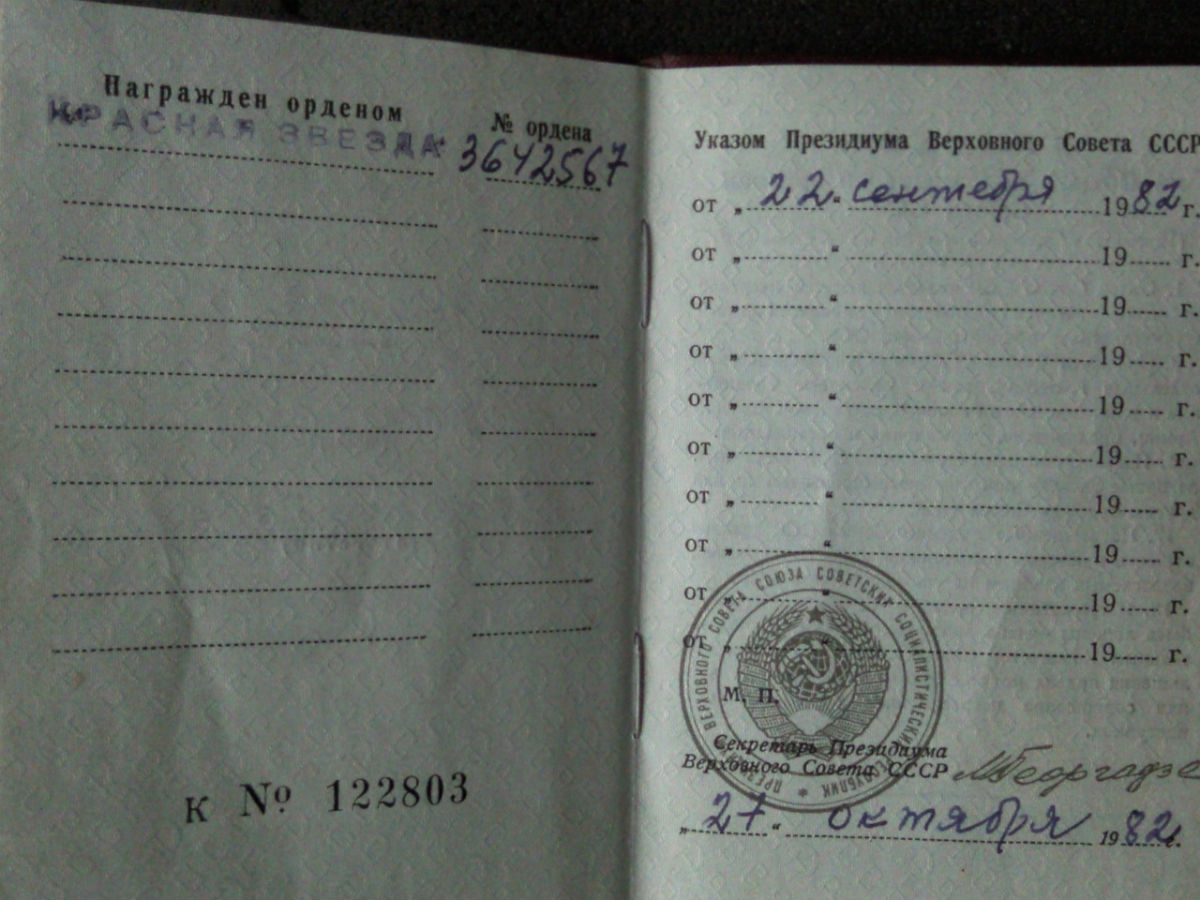 Награжден орденом
№ ордена
КРАСНАЯ ЗВЕЗДА
3642567
К № 122803
Указом Президиума Верховного Совета СССР
от „22“ сентября 1982 г.
от „ “ 19 г.
от „ “ 19 г.
от „ “ 19 г.
от „ “ 19 г.
от „ “ 19 г.
от „ “ 19 г.
от „ “ 19 г.
от „ “ 19 г.
от „ “ 19 г.
ПРЕЗИДИУМ ВЕРХОВНОГО СОВЕТА СОЮЗА СОВЕТСКИХ СОЦИАЛИСТИЧЕСКИХ РЕСПУБЛИК
М. П.
Секретарь Президиума
Верховного Совета СССР
МГеоргадзе
„27“ октября 1982 г.